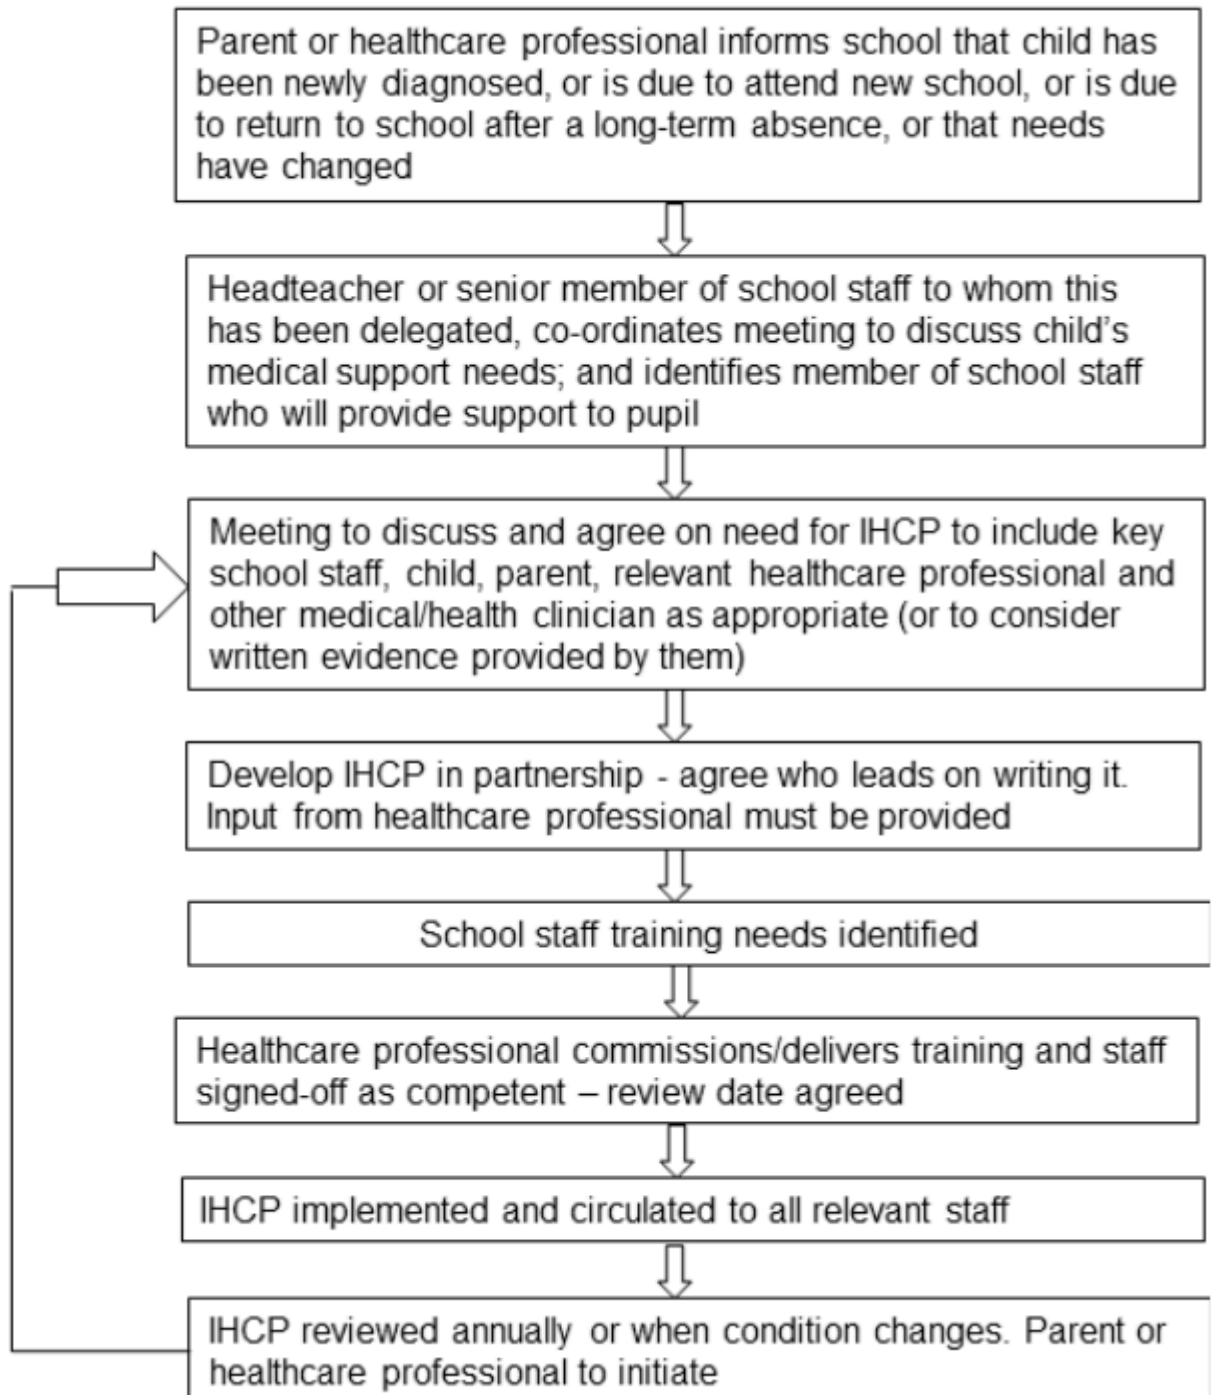 Parent or healthcare professional informs school that child has
been newly diagnosed, or is due to attend new school, or is due
to return to school after a long-term absence, or that needs
have changed
Headteacher or senior member of school staff to whom this
has been delegated, co-ordinates meeting to discuss child's
medical support needs; and identifies member of school staff
who will provide support to pupil
Meeting to discuss and agree on need for IHCP to include key
school staff, child, parent, relevant healthcare professional and
other medical/health clinician as appropriate (or to consider
written evidence provided by them)
Develop IHCP in partnership - agree who leads on writing it.
Input from healthcare professional must be provided
School staff training needs identified
Healthcare professional commissions/delivers training and staff
signed-off as competent – review date agreed
IHCP implemented and circulated to all relevant staff
IHCP reviewed annually or when condition changes. Parent or
healthcare professional to initiate